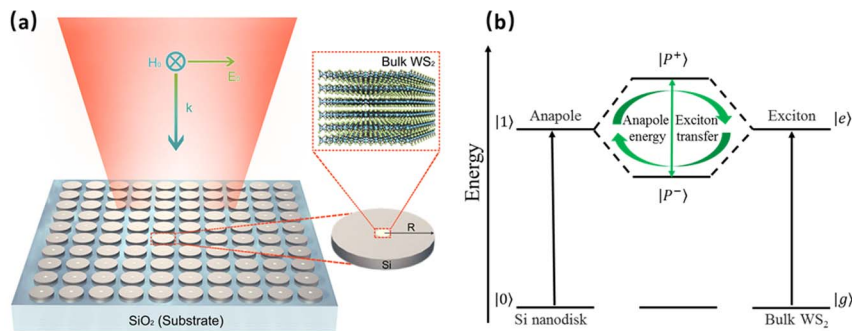 (a)
H₀
E
k
Bulk WS₂
R
Si
SiO₂ (Substrate)
(b)
Energy
|P⁺⟩
|1⟩
Anapole
Anapole Exciton
energy transfer
Exciton
|e⟩
|P⁻⟩
|0⟩
Si nanodisk
|g⟩
Bulk WS₂